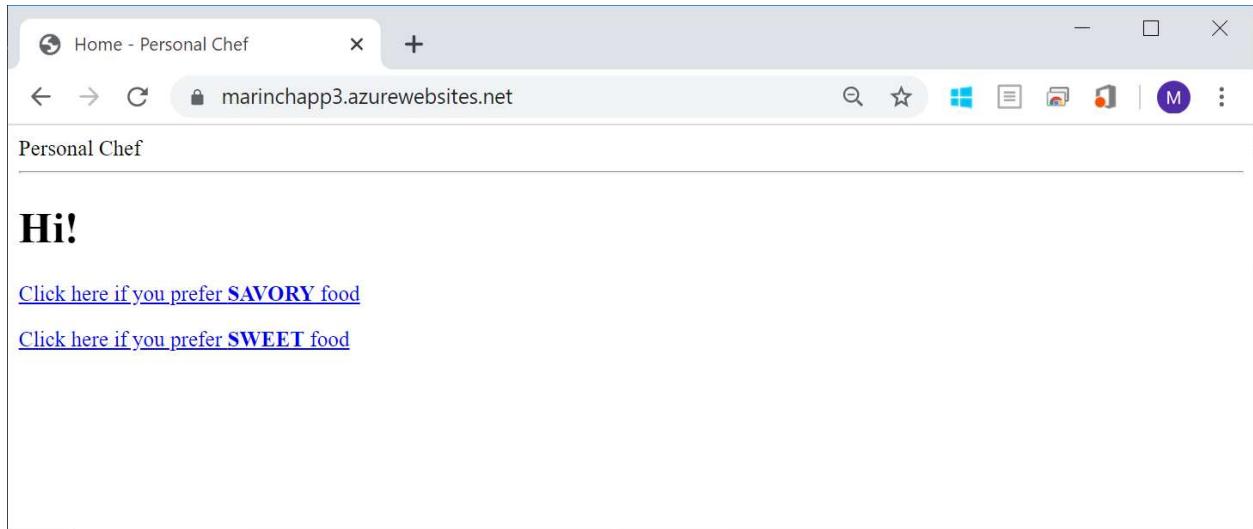 Home - Personal Chef
marinchapp3.azurewebsites.net
M
Personal Chef
Hi!
Click here if you prefer SAVORY food
Click here if you prefer SWEET food